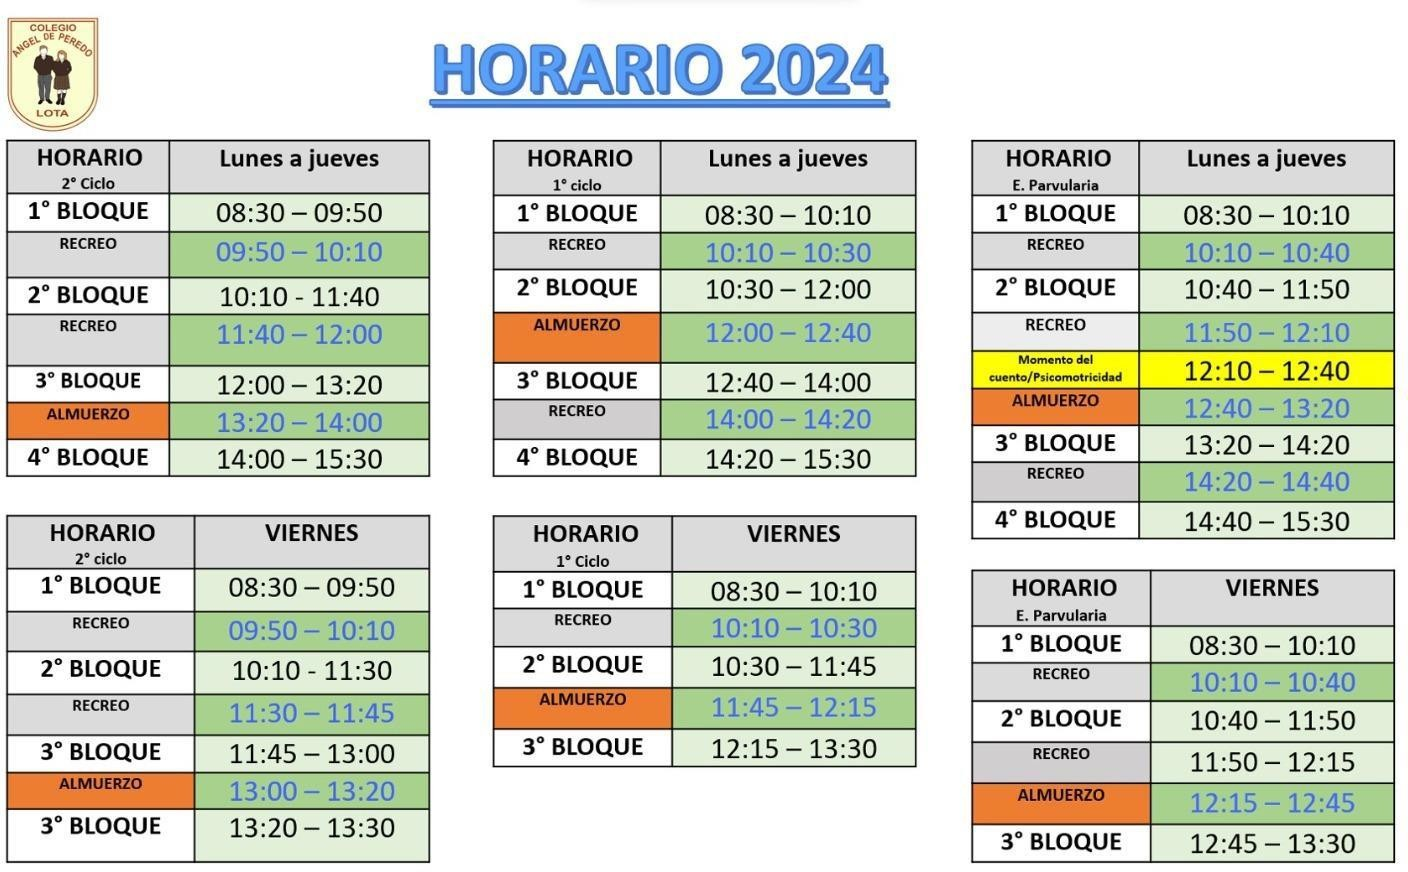 COLEGIO
ANGEL DE PEREDO
LOTA
HORARIO 2024
HORARIO Lunes a jueves
2° Ciclo
1° BLOQUE 08:30 – 09:50
RECREO 09:50 – 10:10
2° BLOQUE 10:10 - 11:40
RECREO 11:40 – 12:00
3° BLOQUE 12:00 – 13:20
ALMUERZO 13:20 – 14:00
4° BLOQUE 14:00 – 15:30
HORARIO Lunes a jueves
1° ciclo
1° BLOQUE 08:30 – 10:10
RECREO 10:10 – 10:30
2° BLOQUE 10:30 – 12:00
ALMUERZO 12:00 – 12:40
3° BLOQUE 12:40 – 14:00
RECREO 14:00 – 14:20
4° BLOQUE 14:20 – 15:30
HORARIO Lunes a jueves
E. Parvularia
1° BLOQUE 08:30 – 10:10
RECREO 10:10 – 10:40
2° BLOQUE 10:40 – 11:50
RECREO 11:50 – 12:10
Momento del
cuento/Psicomotricidad 12:10 – 12:40
ALMUERZO 12:40 – 13:20
3° BLOQUE 13:20 – 14:20
RECREO 14:20 – 14:40
4° BLOQUE 14:40 – 15:30
HORARIO VIERNES
2° ciclo
1° BLOQUE 08:30 – 09:50
RECREO 09:50 – 10:10
2° BLOQUE 10:10 - 11:30
RECREO 11:30 – 11:45
3° BLOQUE 11:45 – 13:00
ALMUERZO 13:00 – 13:20
3° BLOQUE 13:20 – 13:30
HORARIO VIERNES
1° Ciclo
1° BLOQUE 08:30 – 10:10
RECREO 10:10 – 10:30
2° BLOQUE 10:30 – 11:45
ALMUERZO 11:45 – 12:15
3° BLOQUE 12:15 – 13:30
HORARIO VIERNES
E. Parvularia
1° BLOQUE 08:30 – 10:10
RECREO 10:10 – 10:40
2° BLOQUE 10:40 – 11:50
RECREO 11:50 – 12:15
ALMUERZO 12:15 – 12:45
3° BLOQUE 12:45 – 13:30